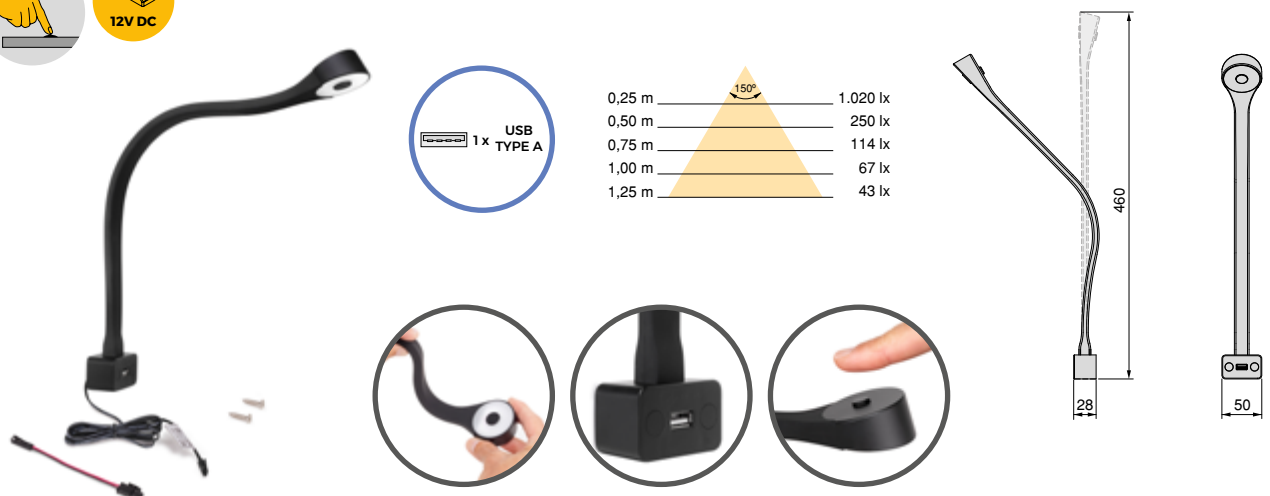 12V DC
1 x USB
TYPE A
150º
0,25 m 1.020 lx
0,50 m 250 lx
0,75 m 114 lx
1,00 m 67 lx
1,25 m 43 lx
460
28
50